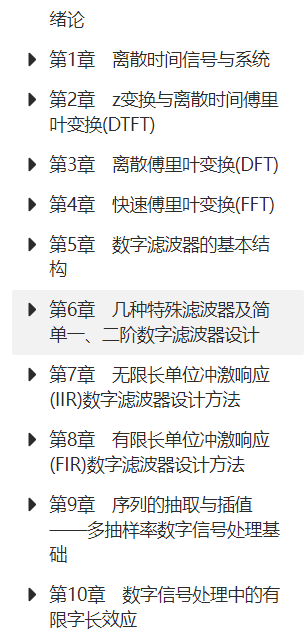 绪论
第1章 离散时间信号与系统
第2章 z变换与离散时间傅里
叶变换(DTFT)
第3章 离散傅里叶变换(DFT)
第4章 快速傅里叶变换(FFT)
第5章 数字滤波器的基本结
构
第6章 几种特殊滤波器及简
单一、二阶数字滤波器设计
第7章 无限长单位冲激响应
(IIR)数字滤波器设计方法
第8章 有限长单位冲激响应
(FIR)数字滤波器设计方法
第9章 序列的抽取与插值
——多抽样率数字信号处理基
础
第10章 数字信号处理中的有
限字长效应